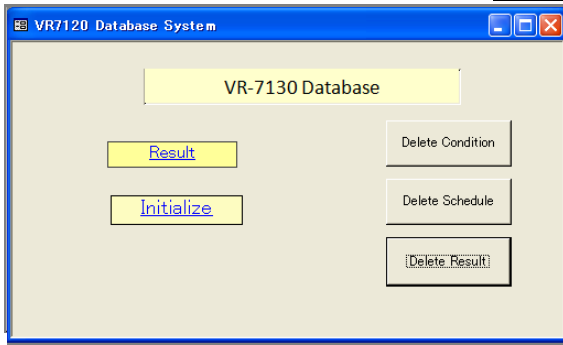 VR7120 Database System
VR-7130 Database
Result
Delete Condition
Initialize
Delete Schedule
Delete Result